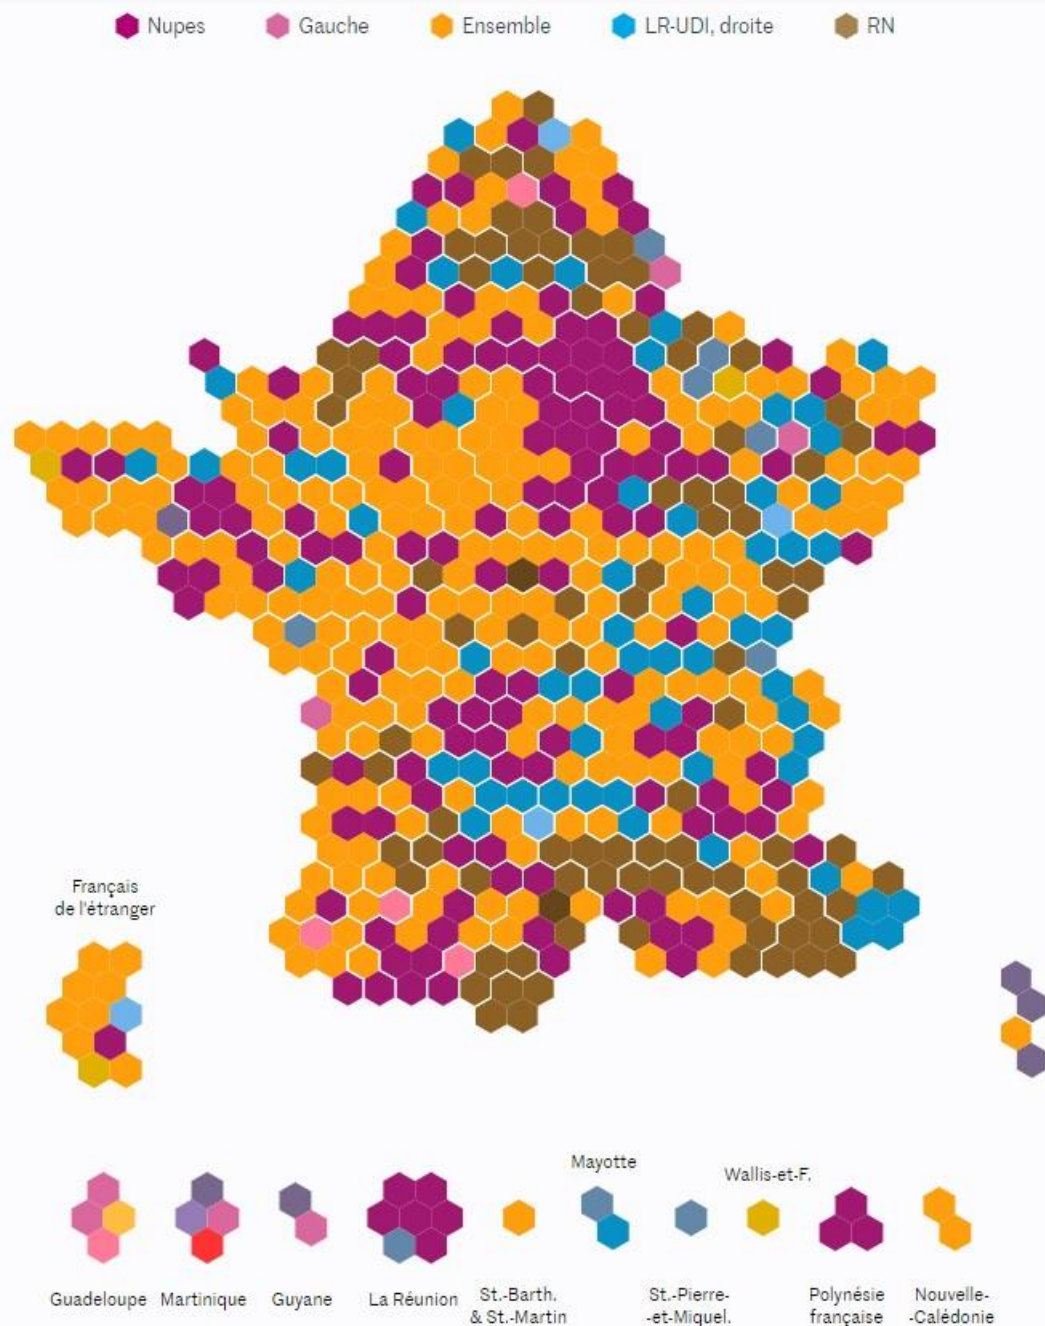 Nupes Gauche Ensemble LR-UDI, droite RN
Français
de l'étranger
Mayotte
Wallis-et-F.
Guadeloupe Martinique Guyane La Réunion St.-Barth. St.-Pierre- Polynésie Nouvelle-
& St.-Martin -et-Miquel. française -Calédonie